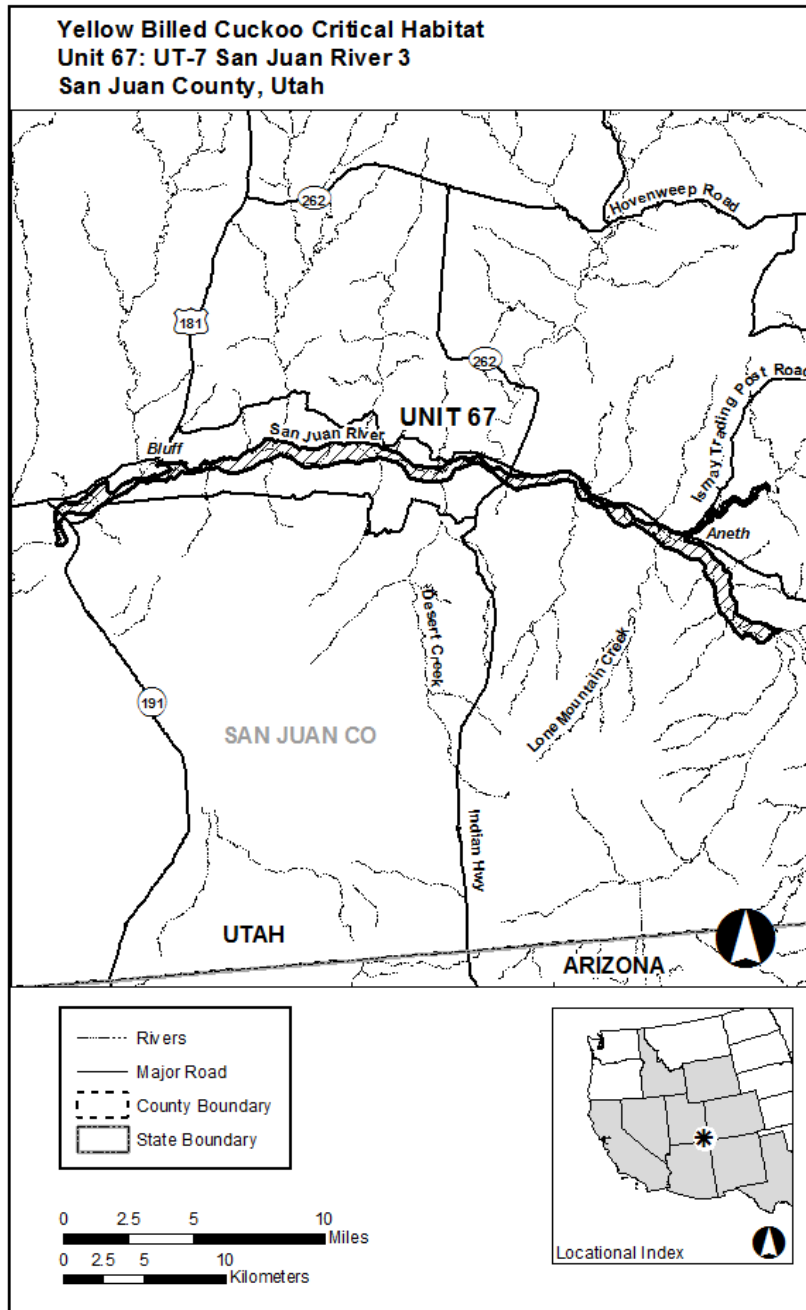 Yellow Billed Cuckoo Critical Habitat
Unit 67: UT-7 San Juan River 3
San Juan County, Utah
262
Hovenweep Road
181
262
Ismay Trading Post Road
UNIT 67
San Juan River
Bluff
Aneth
Desert Creek
Lone Mountain Creek
191
SAN JUAN CO
Indian Hwy
UTAH
ARIZONA
Rivers
Major Road
County Boundary
State Boundary
0 2.5 5 10
Miles
0 2.5 5 10
Kilometers
Locational Index